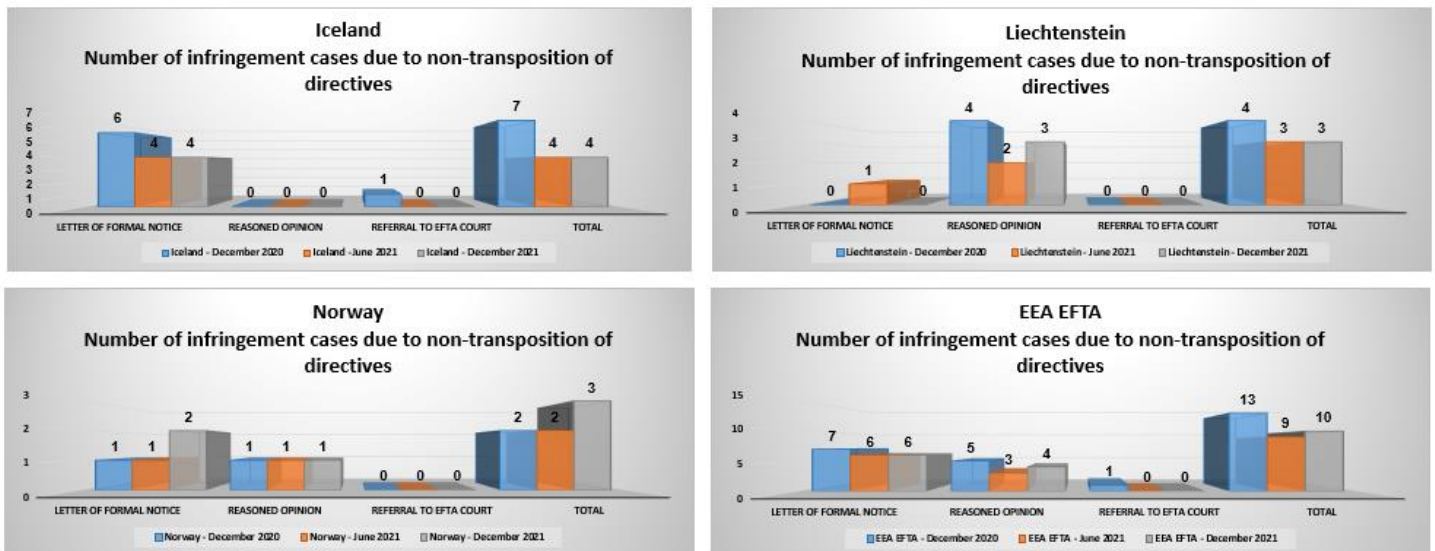 Iceland
Number of infringement cases due to non-transposition of
directives
7
6
5
4
3
2
1
0
6
4
4
0
0
0
1
0
0
7
4
4
LETTER OF FORMAL NOTICE
REASONED OPINION
REFERRAL TO EFTA COURT
TOTAL
Iceland - December 2020
Iceland - June 2021
Iceland - December 2021
Liechtenstein
Number of infringement cases due to non-transposition of
directives
4
3
2
1
0
0
1
0
4
2
3
0
0
0
4
3
3
LETTER OF FORMAL NOTICE
REASONED OPINION
REFERRAL TO EFTA COURT
TOTAL
Liechtenstein - December 2020
Liechtenstein - June 2021
Liechtenstein - December 2021
Norway
Number of infringement cases due to non-transposition of
directives
3
2
1
0
1
1
2
1
1
1
0
0
0
2
2
3
LETTER OF FORMAL NOTICE
REASONED OPINION
REFERRAL TO EFTA COURT
TOTAL
Norway - December 2020
Norway - June 2021
Norway - December 2021
EEA EFTA
Number of infringement cases due to non-transposition of
directives
15
10
5
0
7
6
6
5
3
4
1
0
0
13
9
10
LETTER OF FORMAL NOTICE
REASONED OPINION
REFERRAL TO EFTA COURT
TOTAL
EEA EFTA - December 2020
EEA EFTA - June 2021
EEA EFTA - December 2021